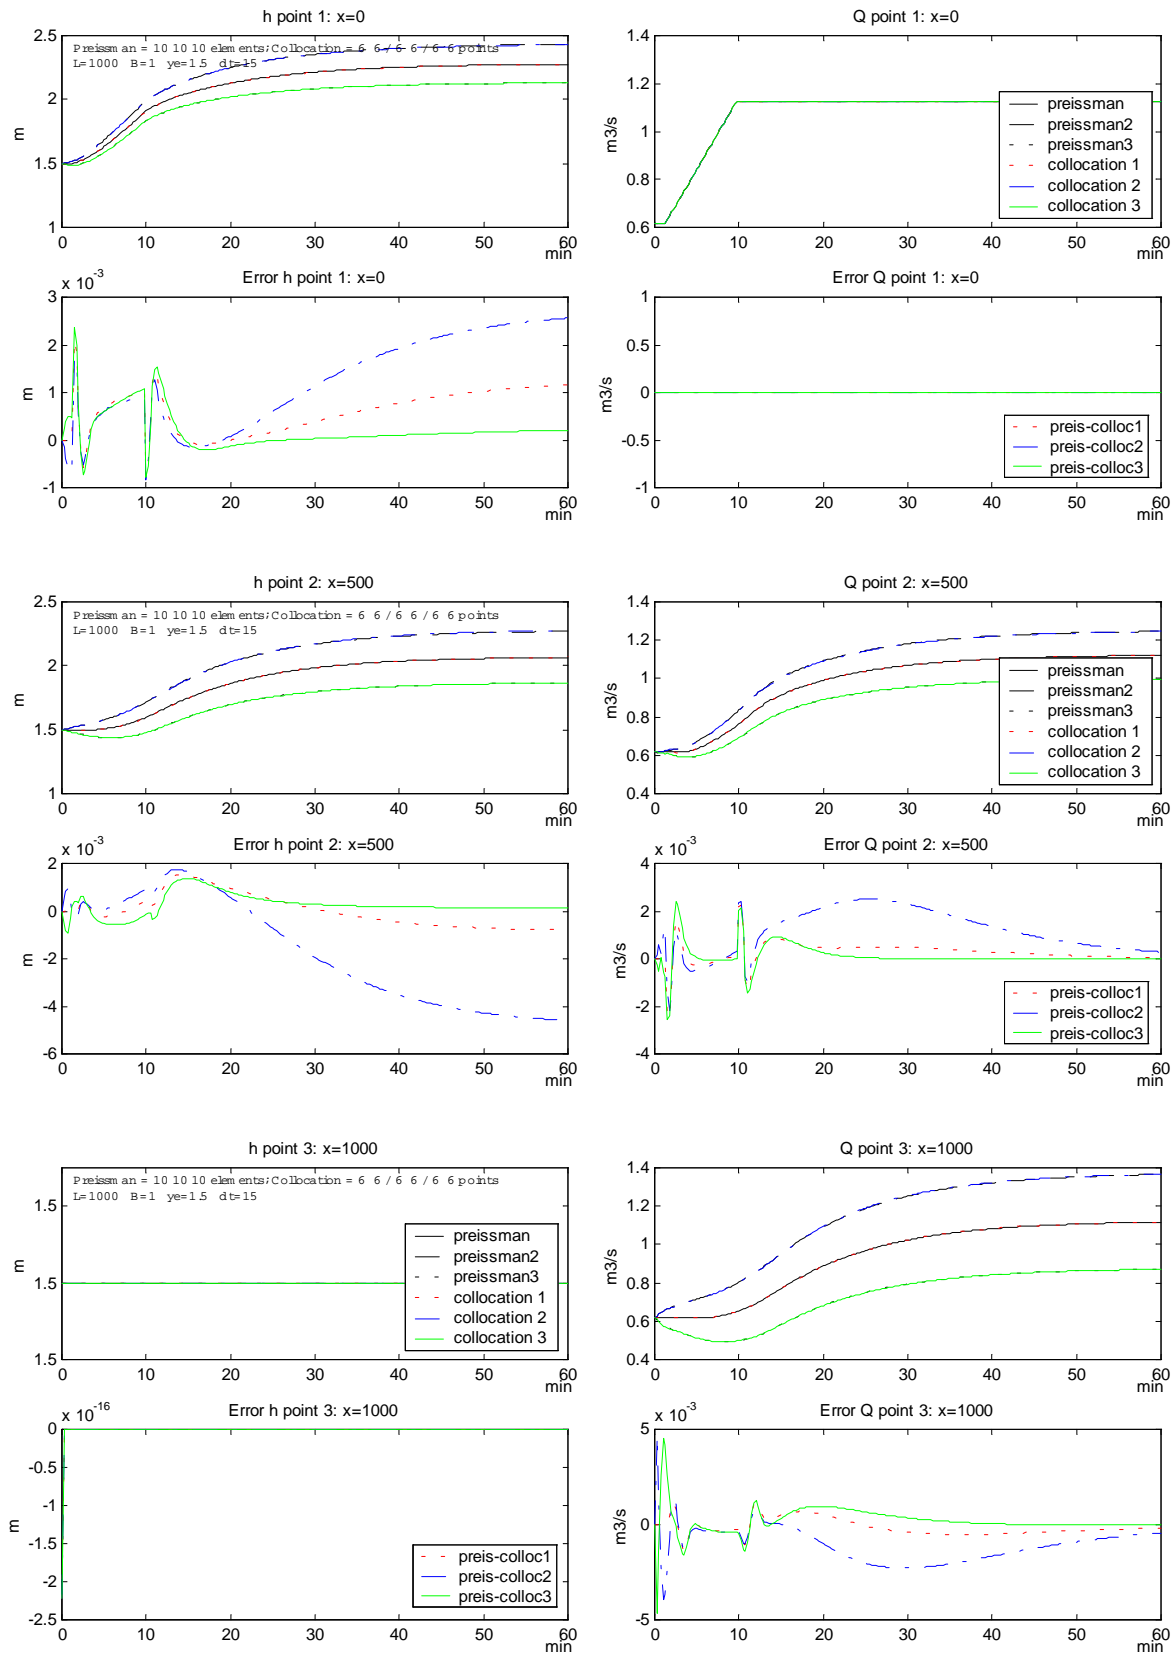 h point 1: x=0
Preissman = 10 10 10 elements; Collocation = 6 6 / 6 6 / 6 6 points
L=1000 B=1 ye=1.5 dt=15
2.5
2
1.5
1
m
0 10 20 30 40 50 60
min
Q point 1: x=0
1.4
1.2
1
0.8
0.6
m3/s
preissman
preissman2
preissman3
collocation 1
collocation 2
collocation 3
0 10 20 30 40 50 60
min
Error h point 1: x=0
x 10-3
3
2
1
0
-1
m
0 10 20 30 40 50 60
min
Error Q point 1: x=0
1
0.5
0
-0.5
-1
m3/s
preis-colloc1
preis-colloc2
preis-colloc3
0 10 20 30 40 50 60
min
h point 2: x=500
Preissman = 10 10 10 elements; Collocation = 6 6 / 6 6 / 6 6 points
L=1000 B=1 ye=1.5 dt=15
2.5
2
1.5
1
m
0 10 20 30 40 50 60
min
Q point 2: x=500
1.4
1.2
1
0.8
0.6
0.4
m3/s
preissman
preissman2
preissman3
collocation 1
collocation 2
collocation 3
0 10 20 30 40 50 60
min
Error h point 2: x=500
x 10-3
2
0
-2
-4
-6
m
0 10 20 30 40 50 60
min
Error Q point 2: x=500
x 10-3
4
2
0
-2
-4
m3/s
preis-colloc1
preis-colloc2
preis-colloc3
0 10 20 30 40 50 60
min
h point 3: x=1000
Preissman = 10 10 10 elements; Collocation = 6 6 / 6 6 / 6 6 points
L=1000 B=1 ye=1.5 dt=15
1.5
1.5
1.5
m
preissman
preissman2
preissman3
collocation 1
collocation 2
collocation 3
0 10 20 30 40 50 60
min
Q point 3: x=1000
1.4
1.2
1
0.8
0.6
0.4
m3/s
0 10 20 30 40 50 60
min
Error h point 3: x=1000
x 10-16
0
-0.5
-1
-1.5
-2
-2.5
m
preis-colloc1
preis-colloc2
preis-colloc3
0 10 20 30 40 50 60
min
Error Q point 3: x=1000
x 10-3
5
0
-5
m3/s
0 10 20 30 40 50 60
min